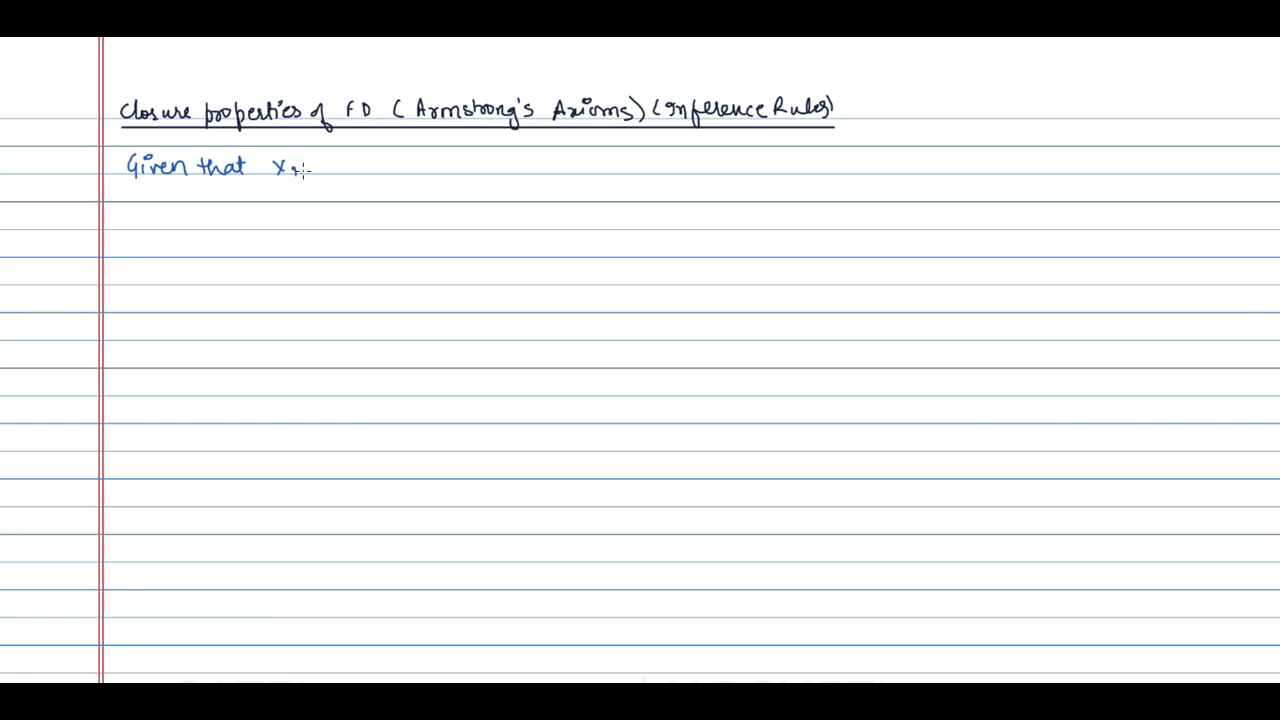 Closure properties of FD (Armstrong's Axioms) (Inference Rules)
Given that X,